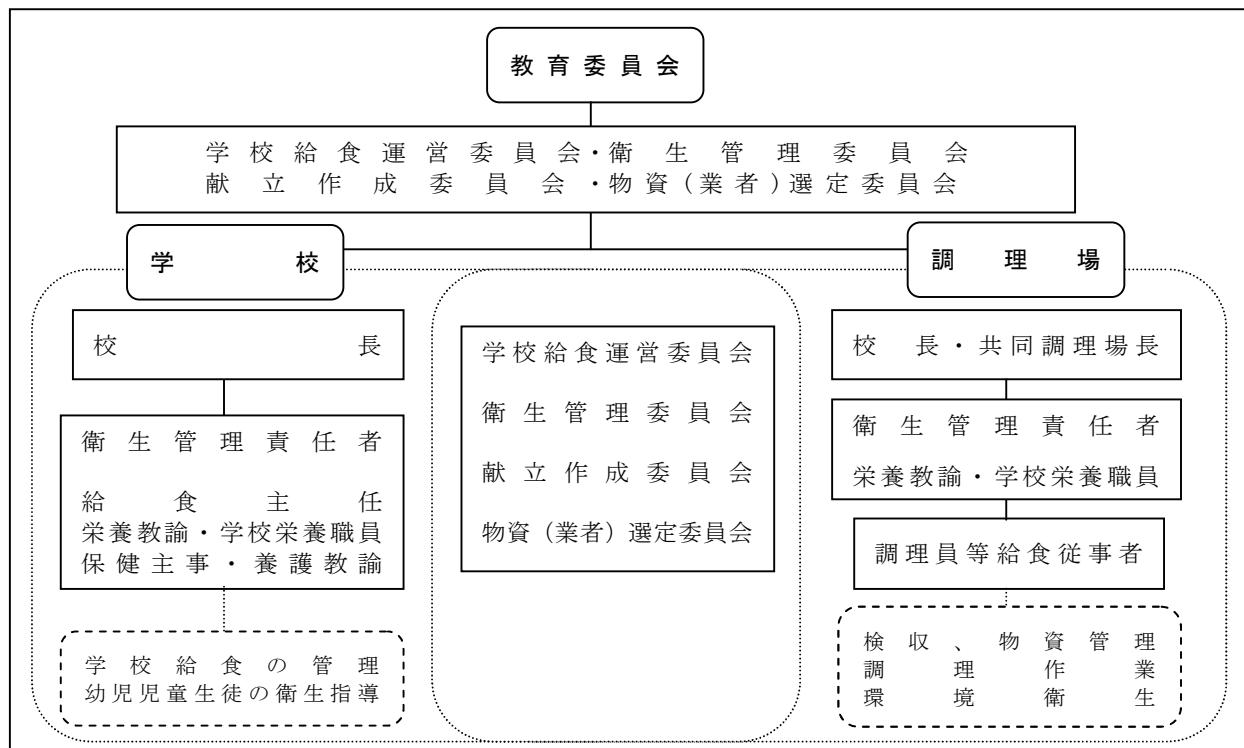 教育委員会
学校給食運営委員会・衛生管理委員会
献立作成委員会・物資(業者)選定委員会
学校
調理場
校長
衛生管理責任者
給食主任
栄養教諭・学校栄養職員
保健主事・養護教諭
学校給食の管理
幼児児童生徒の衛生指導
学校給食運営委員会
衛生管理委員会
献立作成委員会
物資（業者）選定委員会
校長・共同調理場長
衛生管理責任者
栄養教諭・学校栄養職員
調理員等給食従事者
検収、物資管理
調理作業
環境衛生